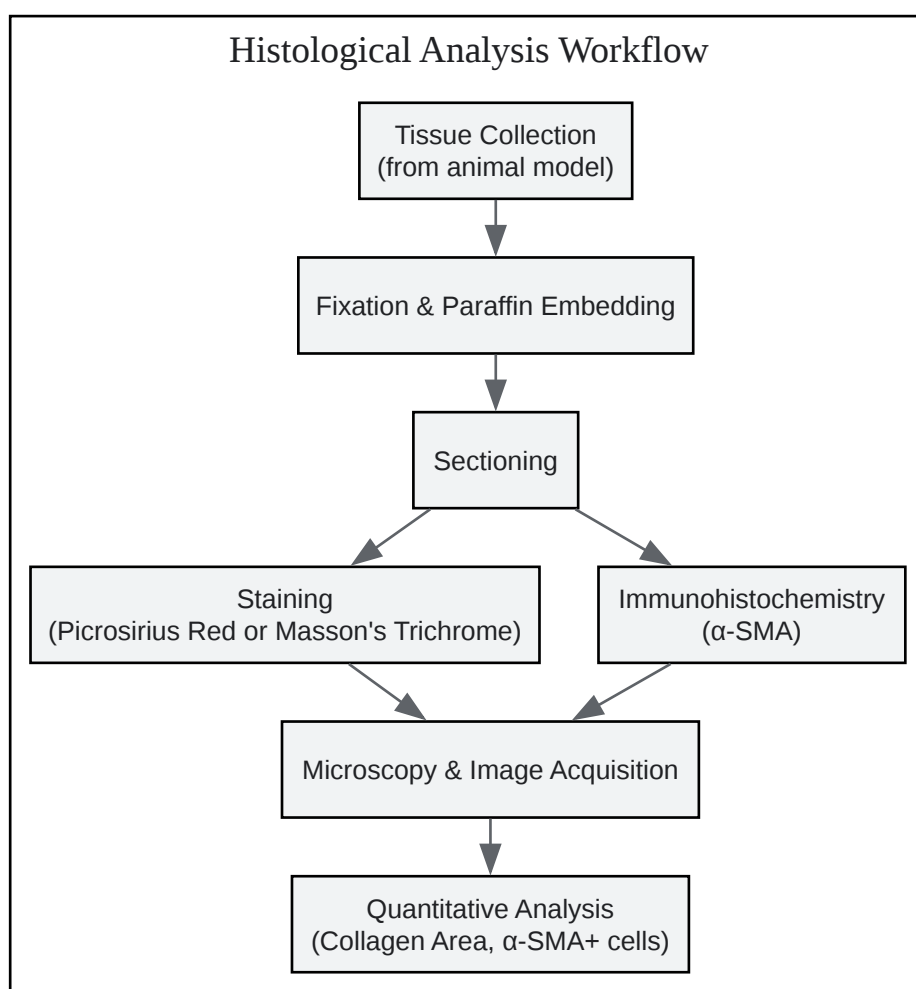 Histological Analysis Workflow
Tissue Collection
(from animal model)
Fixation & Paraffin Embedding
Sectioning
Staining
(Picrosirius Red or Masson's Trichrome)
Immunohistochemistry
(α-SMA)
Microscopy & Image Acquisition
Quantitative Analysis
(Collagen Area, α-SMA+ cells)